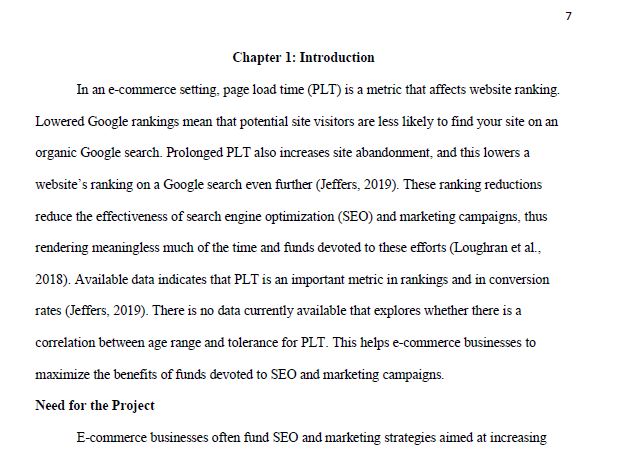 7
Chapter 1: Introduction
In an e-commerce setting, page load time (PLT) is a metric that affects website ranking.
Lowered Google rankings mean that potential site visitors are less likely to find your site on an
organic Google search. Prolonged PLT also increases site abandonment, and this lowers a
website’s ranking on a Google search even further (Jeffers, 2019). These ranking reductions
reduce the effectiveness of search engine optimization (SEO) and marketing campaigns, thus
rendering meaningless much of the time and funds devoted to these efforts (Loughran et al.,
2018). Available data indicates that PLT is an important metric in rankings and in conversion
rates (Jeffers, 2019). There is no data currently available that explores whether there is a
correlation between age range and tolerance for PLT. This helps e-commerce businesses to
maximize the benefits of funds devoted to SEO and marketing campaigns.
Need for the Project
E-commerce businesses often fund SEO and marketing strategies aimed at increasing